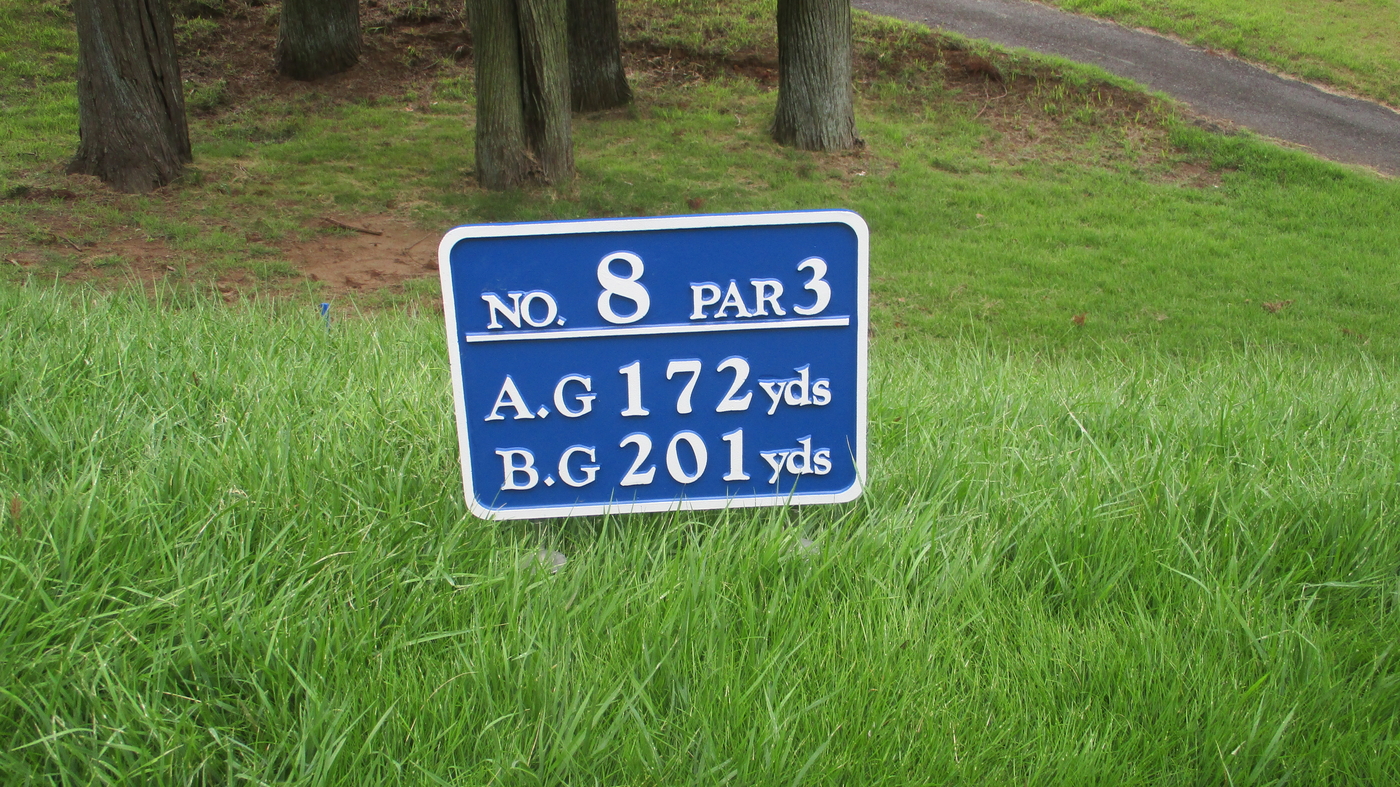 NO. 8 PAR 3
A.G 172 yds
B.G 201 yds